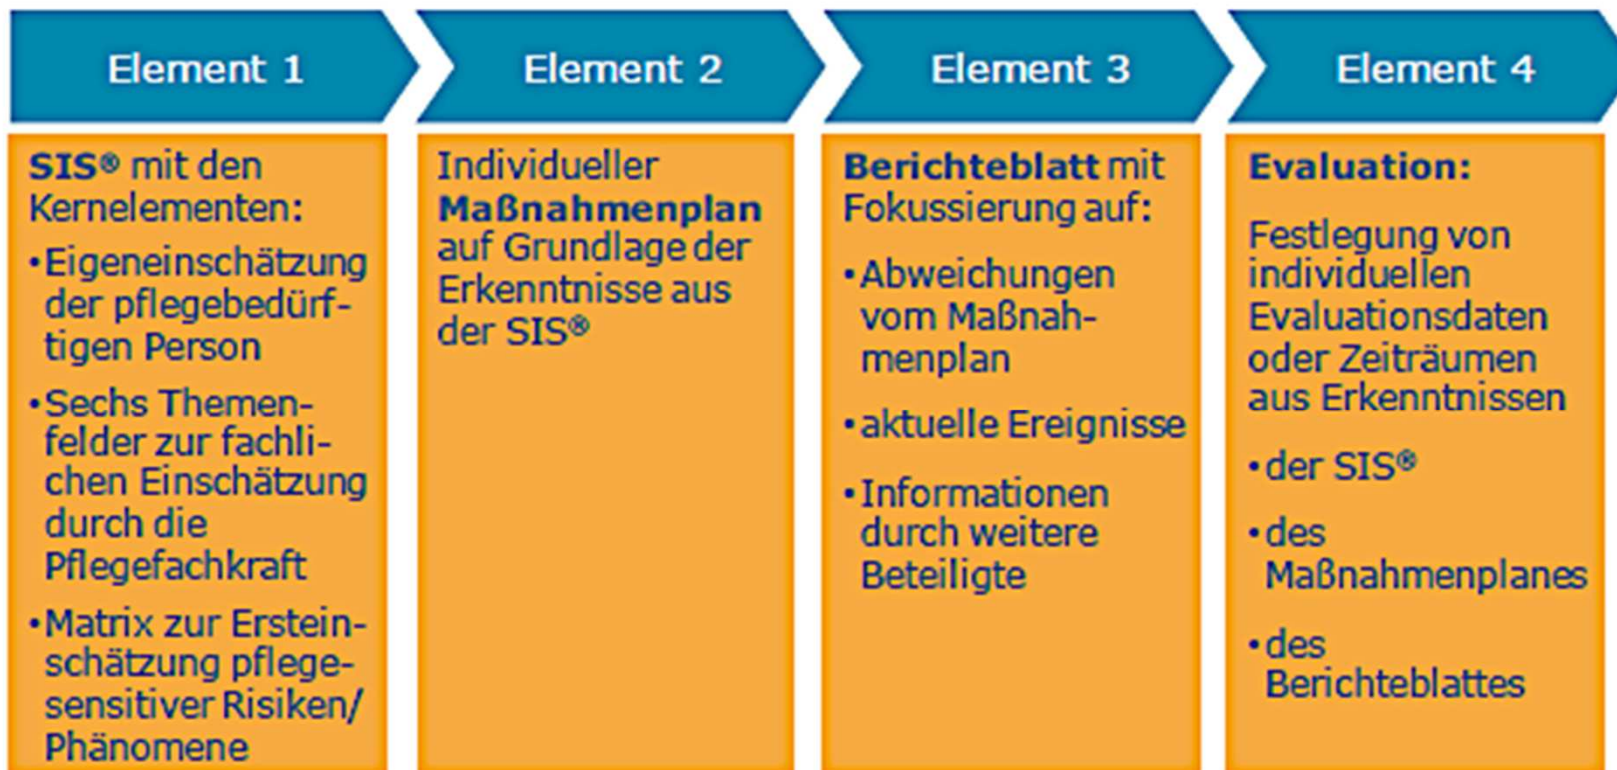 Element 1
SIS® mit den
Kernelementen:
•Eigeneinschätzung
der pflegebedürf-
tigen Person
•Sechs Themen-
felder zur fachli-
chen Einschätzung
durch die
Pflegefachkraft
•Matrix zur Erstein-
schätzung pflege-
sensitiver Risiken/
Phänomene
Element 2
Individueller
Maßnahmenplan
auf Grundlage der
Erkenntnisse aus
der SIS®
Element 3
Berichteblatt mit
Fokussierung auf:
•Abweichungen
vom Maßnah-
menplan
•aktuelle Ereignisse
•Informationen
durch weitere
Beteiligte
Element 4
Evaluation:
Festlegung von
individuellen
Evaluationsdaten
oder Zeiträumen
aus Erkenntnissen
•der SIS®
•des
Maßnahmenplanes
•des
Berichteblattes